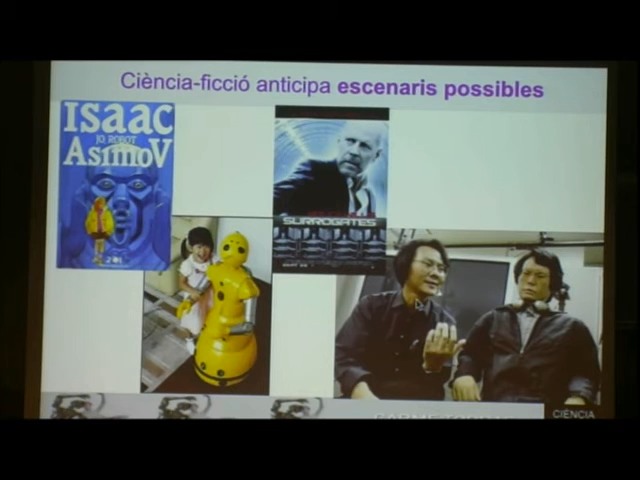 Ciència-ficció anticipa escenaris possibles
Isaac
JO, ROBOT
Asimov
SURROGATES
CIÈNCIA